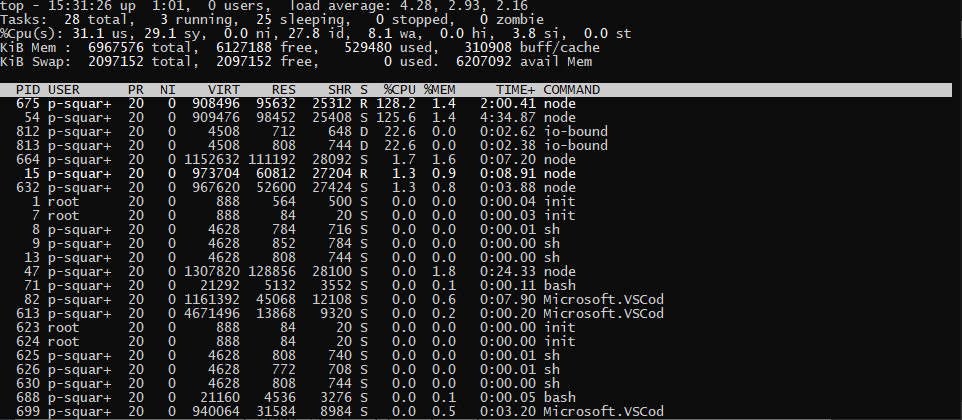 top - 15:31:26 up  1:01,  0 users,  load average: 4.28, 2.93, 2.16
Tasks:  28 total,   3 running,  25 sleeping,   0 stopped,   0 zombie
%Cpu(s): 31.1 us, 29.1 sy,  0.0 ni, 27.8 id,  8.1 wa,  0.0 hi,  3.8 si,  0.0 st
KiB Mem :  6967576 total,  6127188 free,   529480 used,   310908 buff/cache
KiB Swap:  2097152 total,  2097152 free,        0 used.  6207092 avail Mem
PID USER      PR  NI    VIRT    RES    SHR S  %CPU %MEM     TIME+ COMMAND
675 p-squar+  20   0  908496  95632  25312 R 128.2  1.4   2:00.41 node
54 p-squar+  20   0  909476  98452  25408 S 125.6  1.4   4:34.87 node
812 p-squar+  20   0    4508    712    648 D  22.6  0.0   0:02.62 io-bound
813 p-squar+  20   0    4508    808    744 D  22.6  0.0   0:02.38 io-bound
664 p-squar+  20   0 1152632 111192  28092 S   1.7  1.6   0:07.20 node
15 p-squar+  20   0  973704  60812  27204 R   1.3  0.9   0:08.91 node
632 p-squar+  20   0  967620  52600  27424 S   1.3  0.8   0:03.88 node
1 root      20   0     888    564    500 S   0.0  0.0   0:00.04 init
7 root      20   0     888     84     20 S   0.0  0.0   0:00.03 init
8 p-squar+  20   0    4628    784    716 S   0.0  0.0   0:00.01 sh
9 p-squar+  20   0    4628    852    784 S   0.0  0.0   0:00.00 sh
13 p-squar+  20   0    4628    808    744 S   0.0  0.0   0:00.00 sh
47 p-squar+  20   0 1307820 128856  28100 S   0.0  1.8   0:24.33 node
71 p-squar+  20   0   21292   5132   3552 S   0.0  0.1   0:00.11 bash
82 p-squar+  20   0 1161392  45068  12108 S   0.0  0.6   0:07.90 Microsoft.VSCod
613 p-squar+  20   0 4671496  13868   9320 S   0.0  0.2   0:00.20 Microsoft.VSCod
623 root      20   0     888     84     20 S   0.0  0.0   0:00.00 init
624 root      20   0     888     84     20 S   0.0  0.0   0:00.00 init
625 p-squar+  20   0    4628    808    740 S   0.0  0.0   0:00.01 sh
626 p-squar+  20   0    4628    772    708 S   0.0  0.0   0:00.01 sh
630 p-squar+  20   0    4628    808    744 S   0.0  0.0   0:00.00 sh
688 p-squar+  20   0   21160   4536   3276 S   0.0  0.1   0:00.05 bash
699 p-squar+  20   0  940064  31584   8984 S   0.0  0.5   0:03.20 Microsoft.VSCod